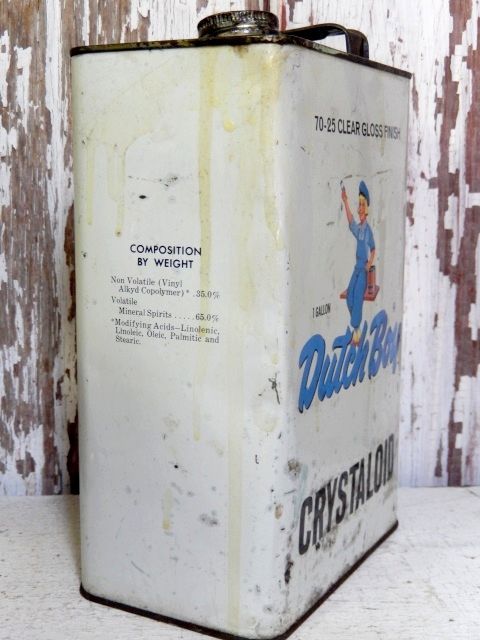 COMPOSITION
BY WEIGHT
Non Volatile (Vinyl
Alkyd Copolymer)* .35.0%
Volatile
Mineral Spirits .....65.0%
*Modifying Acids—Linolenic,
Linoleic, Oleic, Palmitic and
Stearic.
70-25 CLEAR GLOSS FINISH
1 GALLON
Dutch Boy
CRYSTALOID